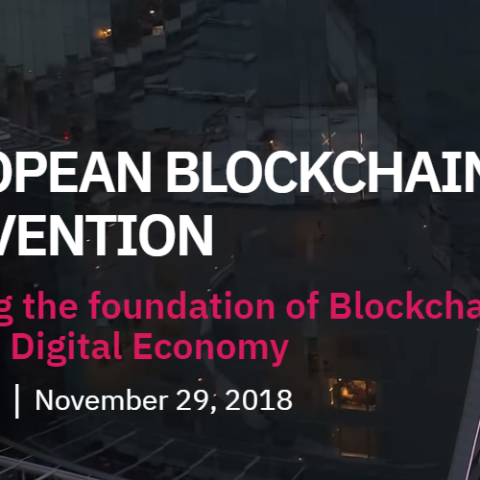 OPEAN BLOCKCHAIN
VENTION
g the foundation of Blockcha
Digital Economy
| November 29, 2018